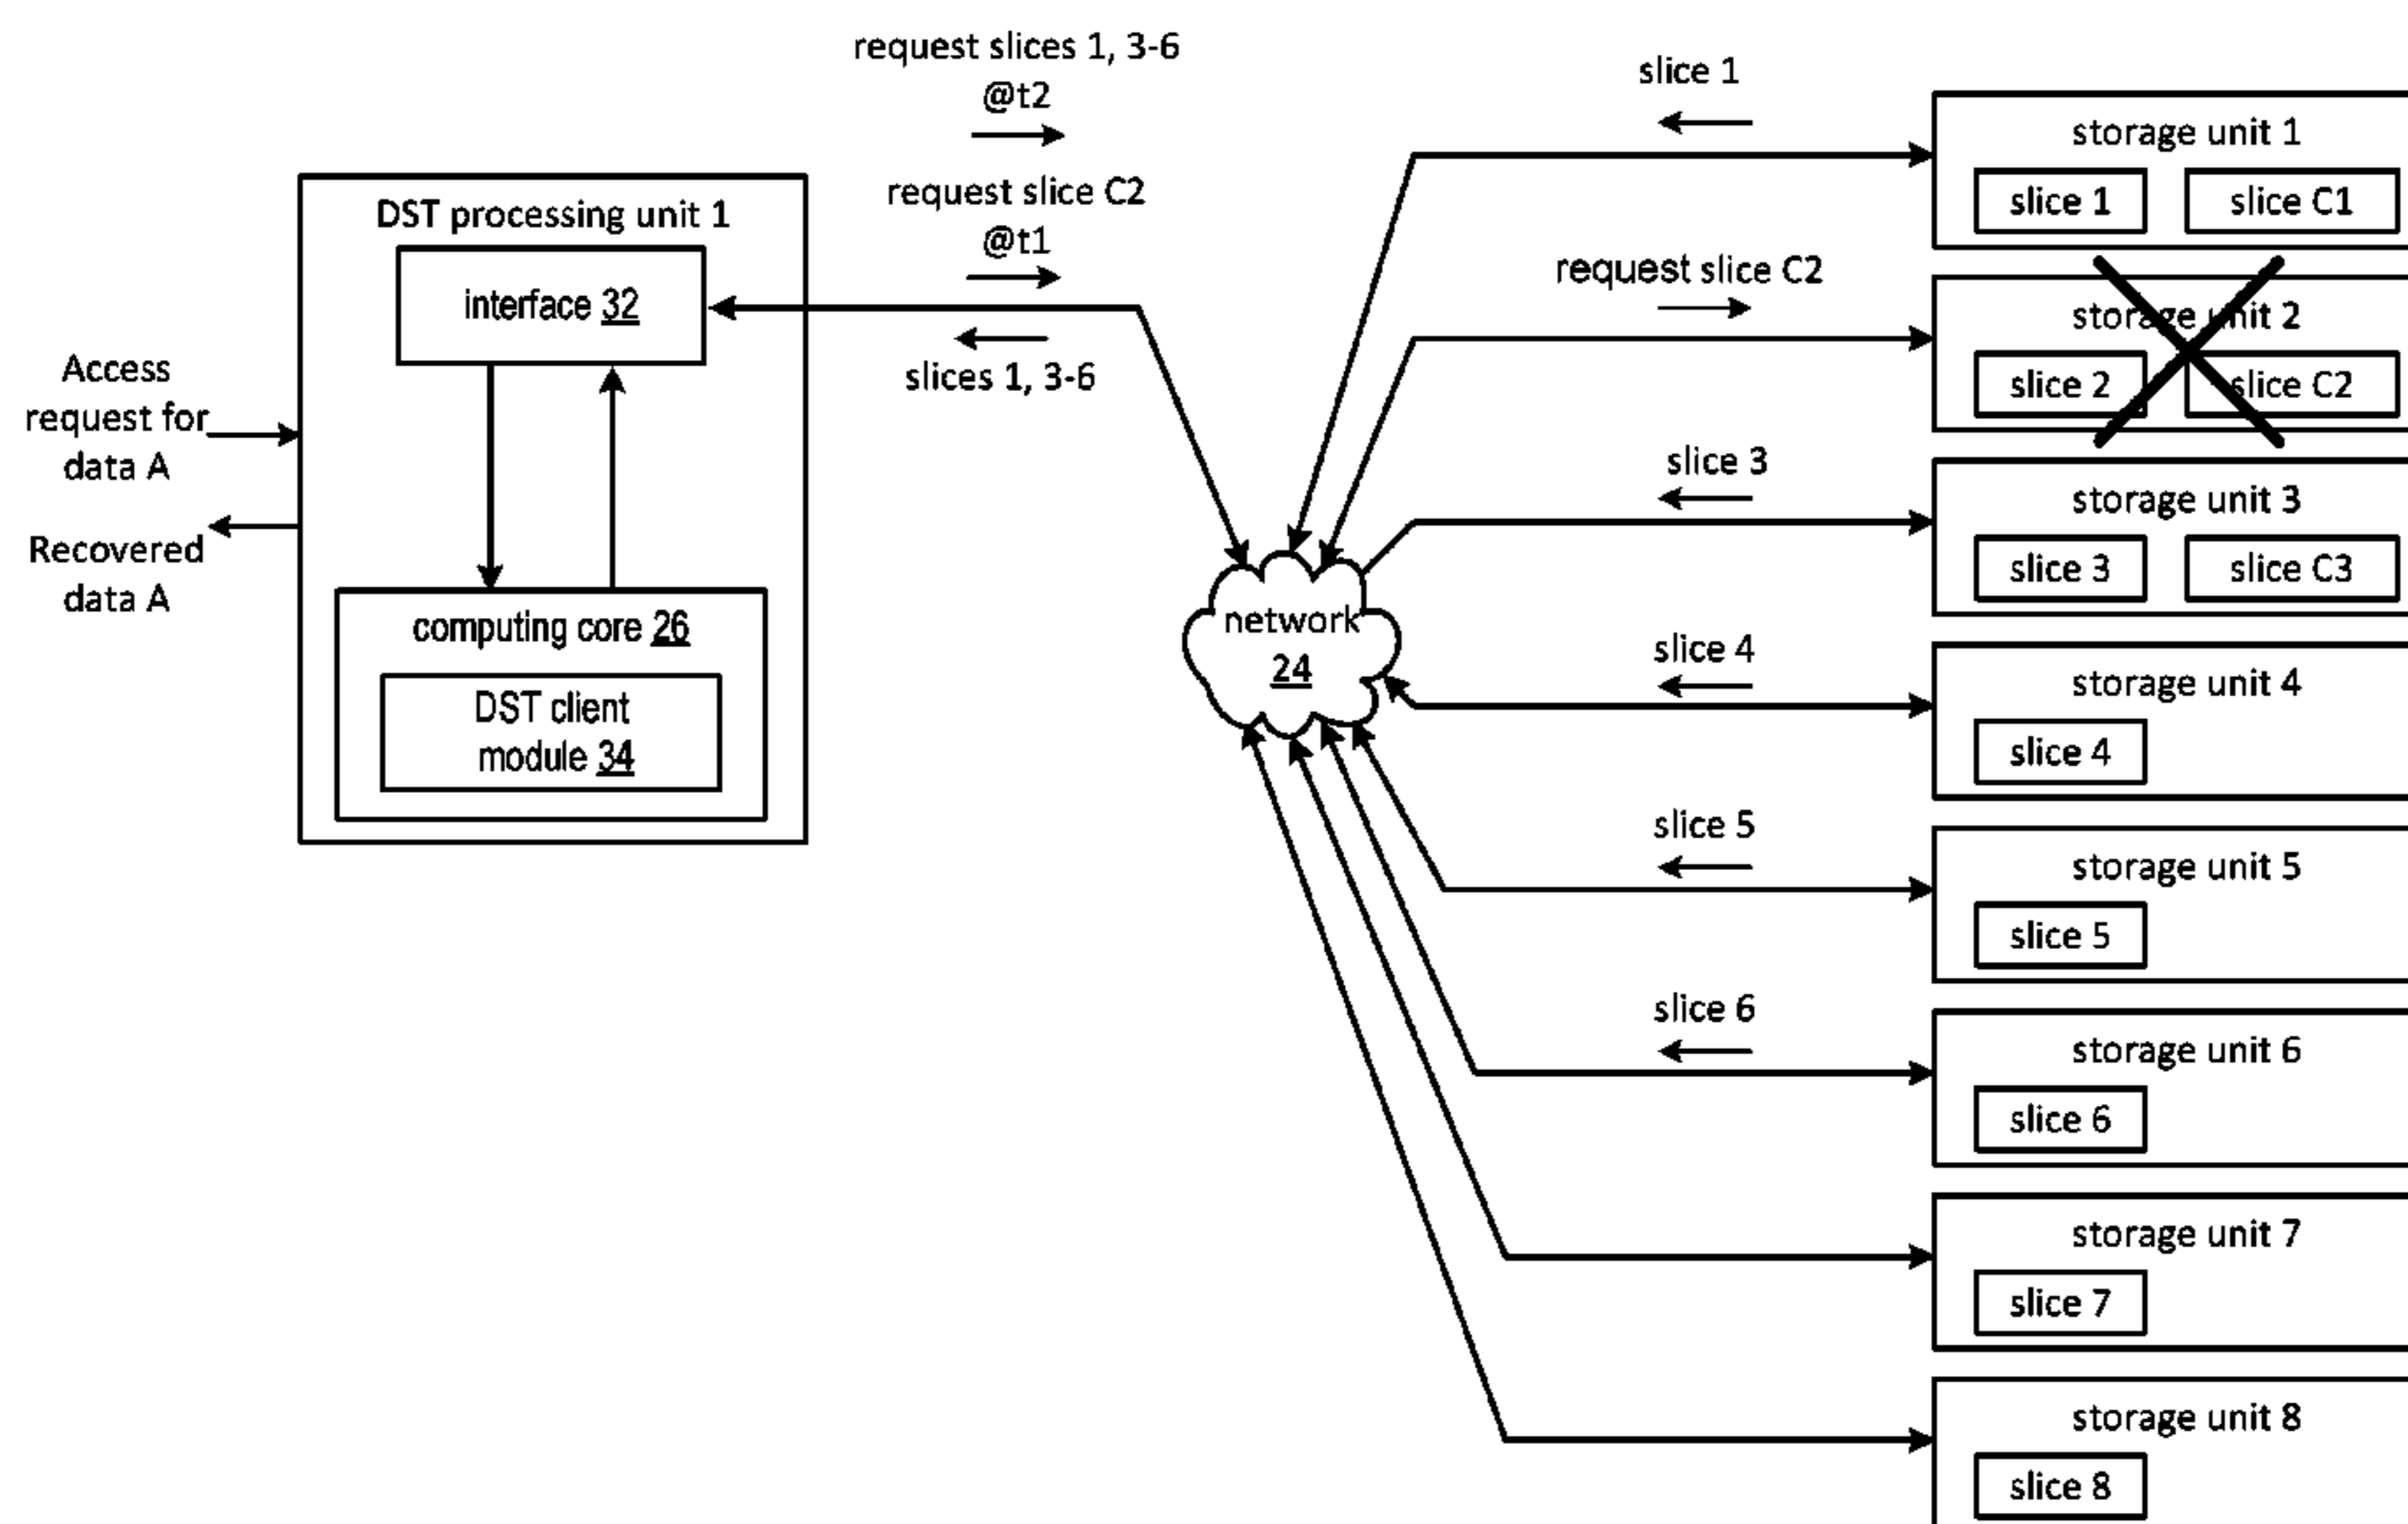 request slices 1, 3-6
@t2
request slice C2
@t1
slices 1, 3-6
Access
request for
data A
Recovered
data A
DST processing unit 1
interface 32
computing core 26
DST client
module 34
network
24
slice 1
request slice C2
slice 3
slice 4
slice 5
slice 6
storage unit 1
slice 1 slice C1
storage unit 2
slice 2 slice C2
storage unit 3
slice 3 slice C3
storage unit 4
slice 4
storage unit 5
slice 5
storage unit 6
slice 6
storage unit 7
slice 7
storage unit 8
slice 8